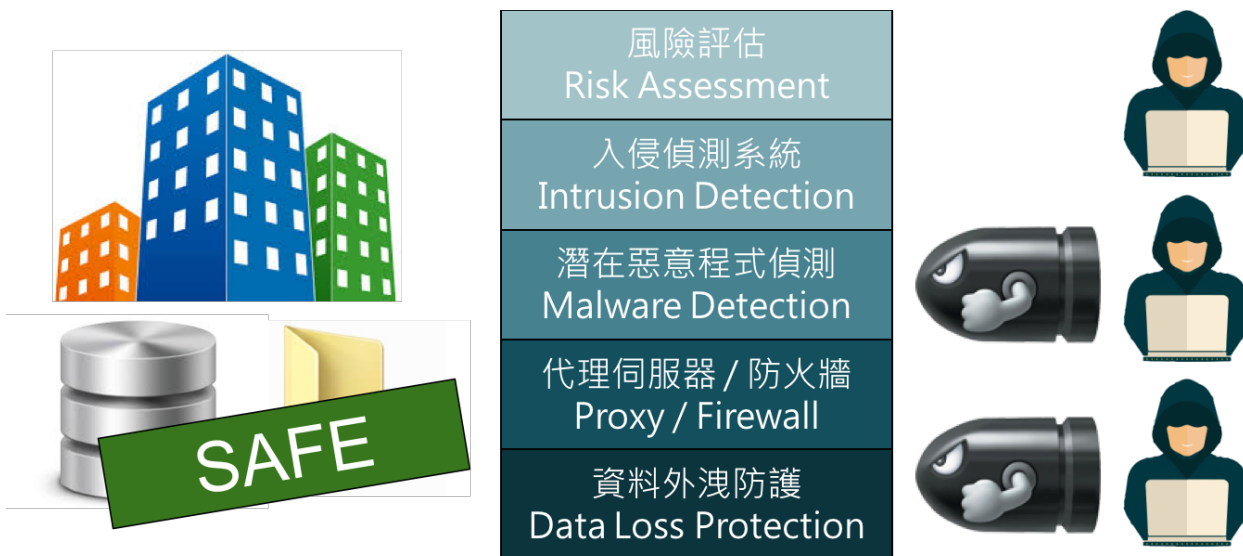 風險評估
Risk Assessment
入侵偵測系統
Intrusion Detection
潛在惡意程式偵測
Malware Detection
代理伺服器 / 防火牆
Proxy / Firewall
資料外洩防護
Data Loss Protection
SAFE